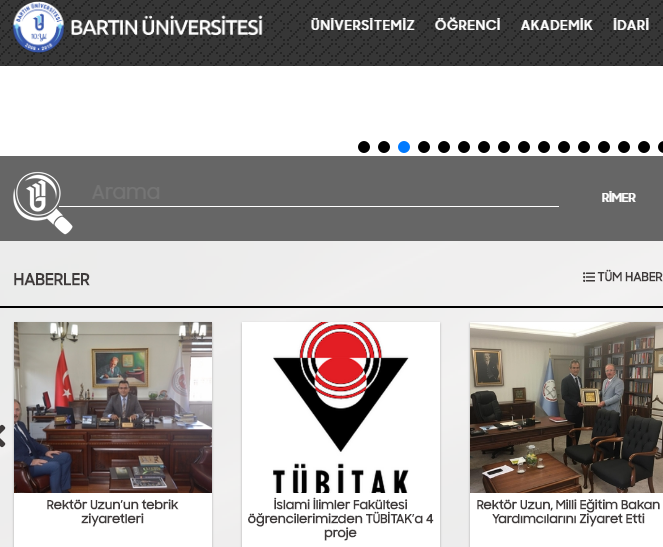 BARTIN ÜNİVERSİTESİ
ÜNİVERSİTEMİZ ÖĞRENCİ AKADEMİK İDARİ
Arama
RİMER
HABERLER
TÜM HABER
TÜBİTAK
Rektör Uzun'un tebrik
ziyaretleri
İslami İlimler Fakültesi
öğrencilerimizden TÜBİTAK'a 4
proje
Rektör Uzun, Milli Eğitim Bakan
Yardımcılarını Ziyaret Etti